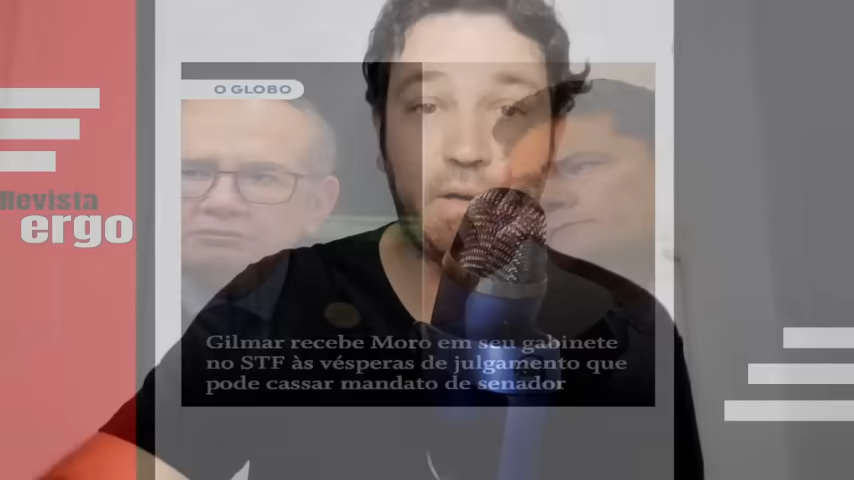 O GLOBO
Revista
ergo
Gilmar recebe Moro em seu gabinete
no STF às vésperas de julgamento que
pode cassar mandato de senador